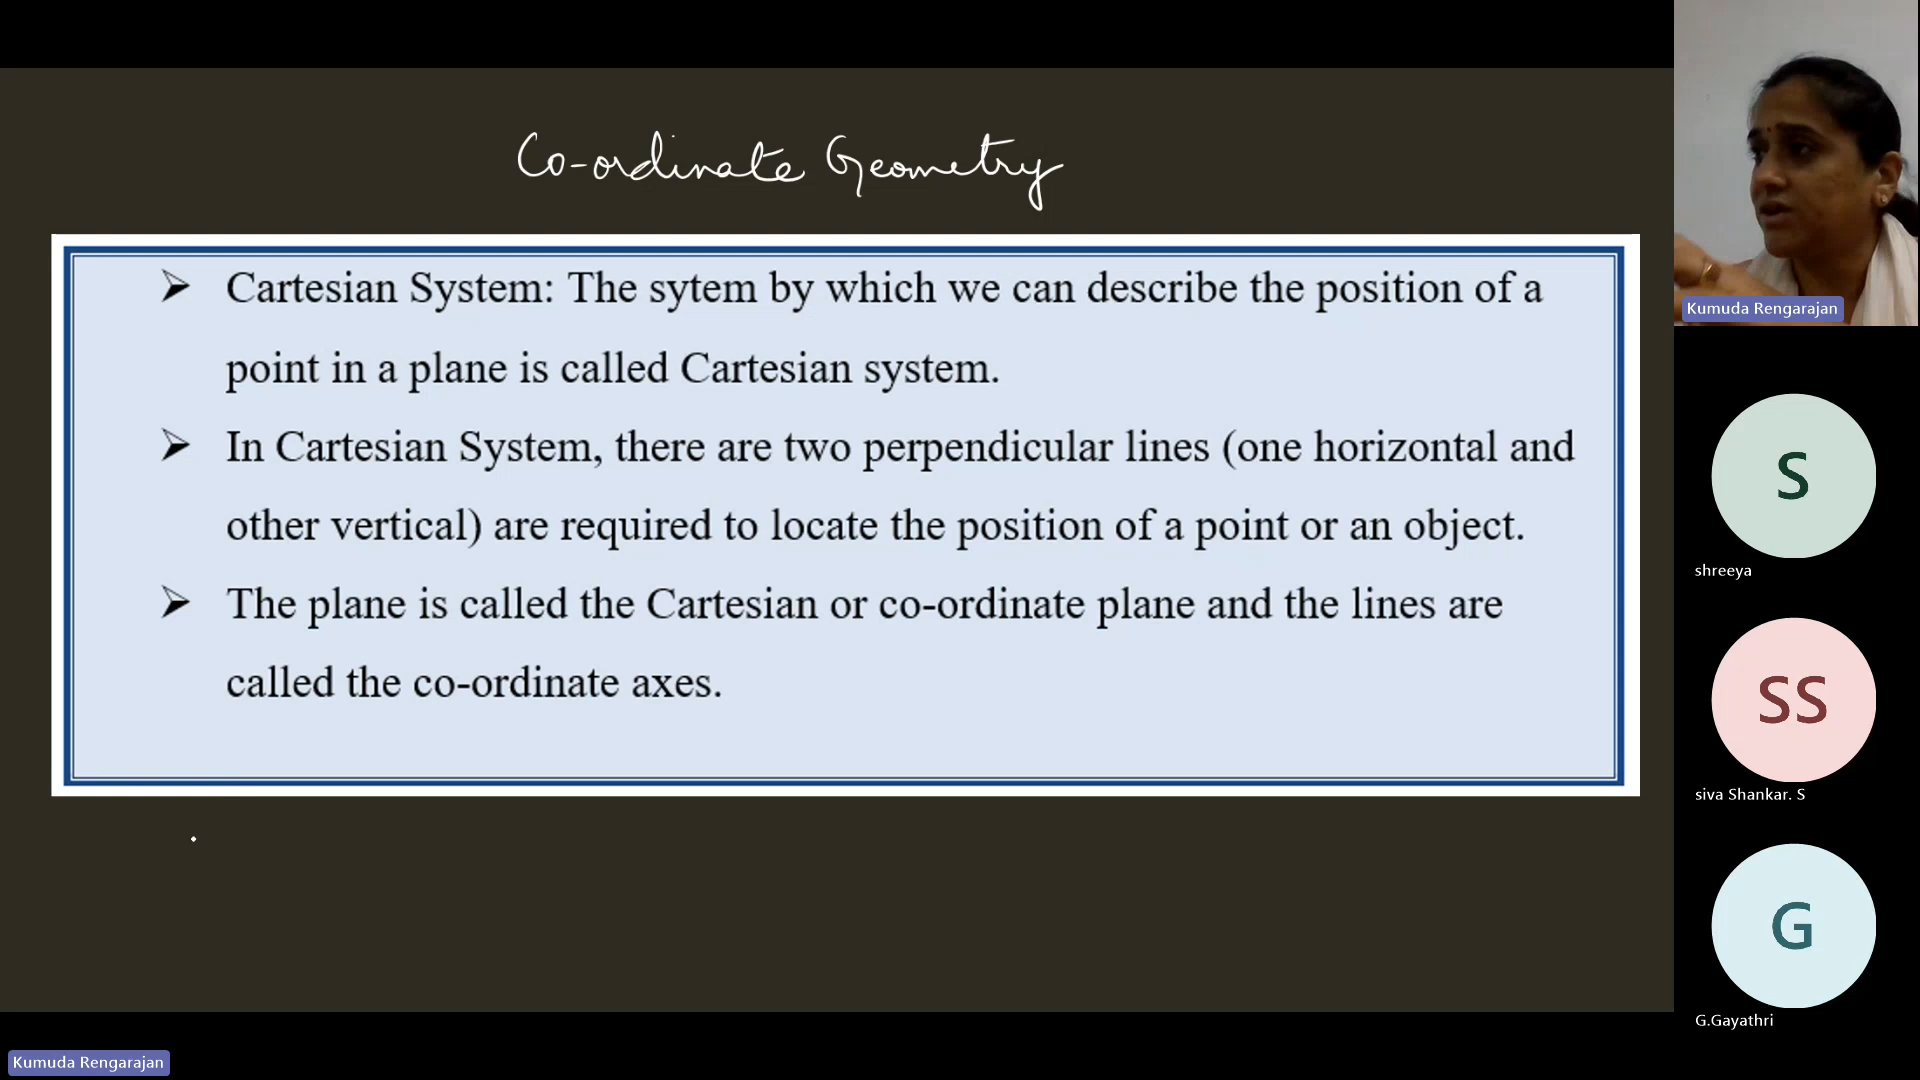 Co-ordinate Geometry
➤ Cartesian System: The sytem by which we can describe the position of a
point in a plane is called Cartesian system.
➤ In Cartesian System, there are two perpendicular lines (one horizontal and
other vertical) are required to locate the position of a point or an object.
➤ The plane is called the Cartesian or co-ordinate plane and the lines are
called the co-ordinate axes.
Kumuda Rengarajan
S
shreeya
SS
siva Shankar. S
G
G.Gayathri
Kumuda Rengarajan